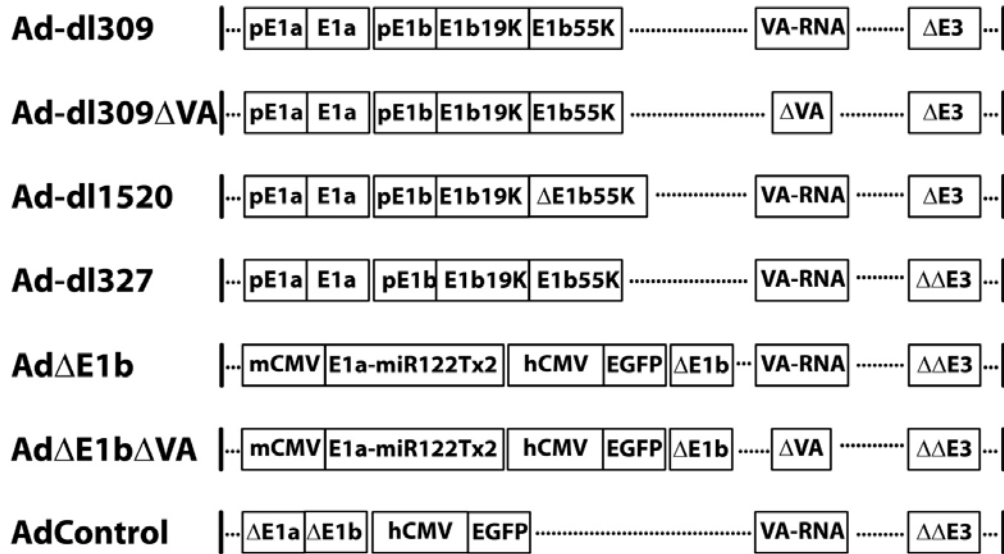 Ad-dl309 pE1a E1a pE1b E1b19K E1b55K VA-RNA ΔE3
Ad-dl309ΔVA pE1a E1a pE1b E1b19K E1b55K ΔVA ΔE3
Ad-dl1520 pE1a E1a pE1b E1b19K ΔE1b55K VA-RNA ΔE3
Ad-dl327 pE1a E1a pE1b E1b19K E1b55K VA-RNA ΔΔE3
AdΔE1b mCMV E1a-miR122Tx2 hCMV EGFP ΔE1b VA-RNA ΔΔE3
AdΔE1bΔVA mCMV E1a-miR122Tx2 hCMV EGFP ΔE1b ΔVA ΔΔE3
AdControl ΔE1a ΔE1b hCMV EGFP VA-RNA ΔΔE3